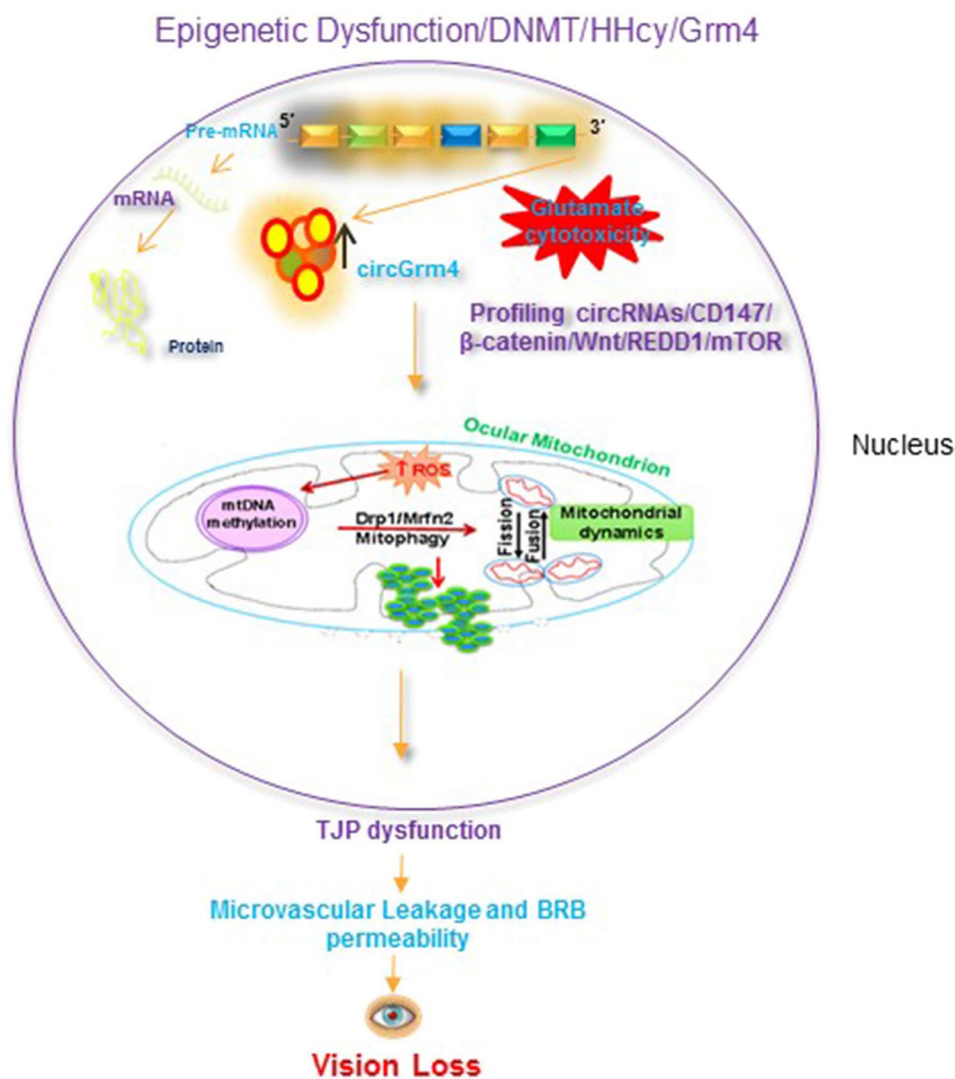 Epigenetic Dysfunction/DNMT/HHcy/Grm4
Pre-mRNA
5′
3′
mRNA
Glutamate
cytotoxicity
circGrm4
Profiling circRNAs/CD147/
β-catenin/Wnt/REDD1/mTOR
Protein
Nucleus
Ocular Mitochondrion
↑ ROS
mtDNA
methylation
Drp1/Mrfn2
Mitophagy
Fission
Fusion
Mitochondrial
dynamics
TJP dysfunction
Microvascular Leakage and BRB
permeability
Vision Loss